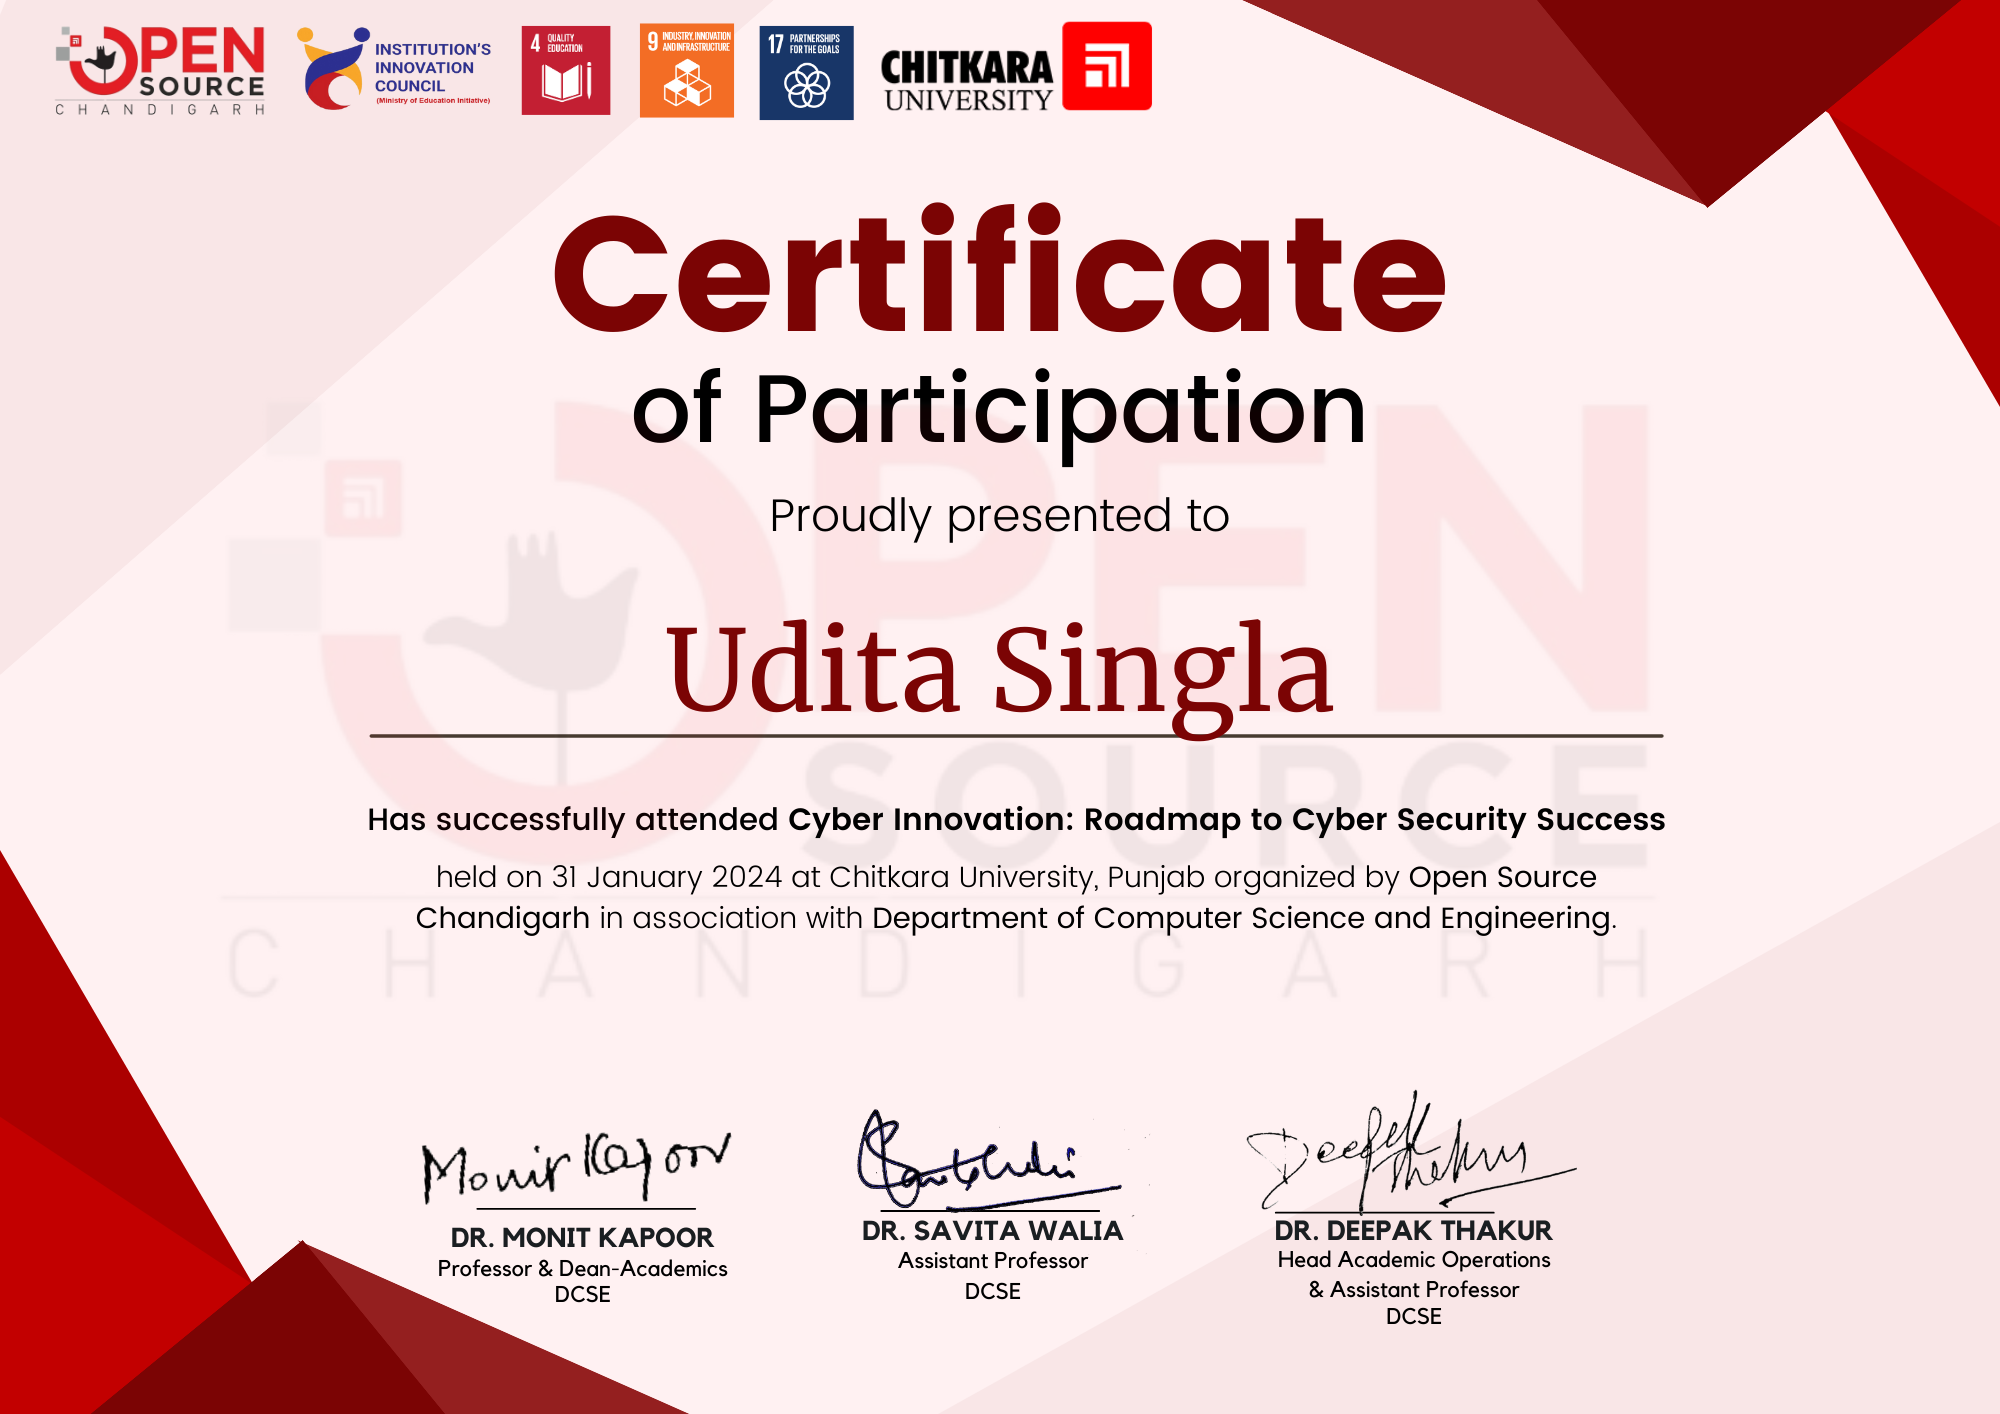 OPEN
SOURCE
CHANDIGARH
INSTITUTION'S
INNOVATION
COUNCIL
(Ministry of Education Initiative)
4 QUALITY
EDUCATION
9 INDUSTRY, INNOVATION
AND INFRASTRUCTURE
17 PARTNERSHIPS
FOR THE GOALS
CHITKARA
UNIVERSITY
Certificate
of Participation
Proudly presented to
Udita Singla
Has successfully attended Cyber Innovation: Roadmap to Cyber Security Success
held on 31 January 2024 at Chitkara University, Punjab organized by Open Source
Chandigarh in association with Department of Computer Science and Engineering.
OPEN
SOURCE
CHANDIGARH
Monit Kapoor
DR. MONIT KAPOOR
Professor & Dean-Academics
DCSE
DR. SAVITA WALIA
Assistant Professor
DCSE
Deepak Thakur
DR. DEEPAK THAKUR
Head Academic Operations
& Assistant Professor
DCSE